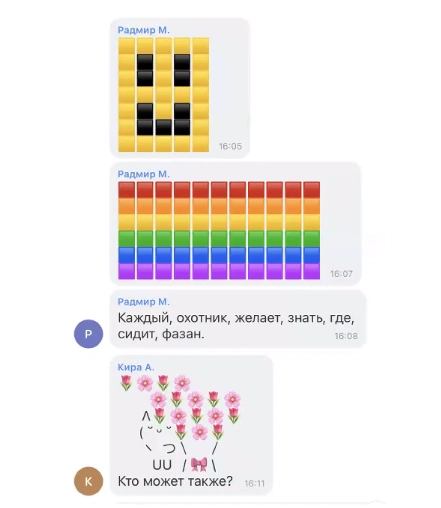 Радмир М.
16:05
Радмир М.
16:07
Радмир М.
Каждый, охотник, желает, знать, где,
сидит, фазан.
16:08
Р
Кира А.
UU
Кто может также?
16:11
К